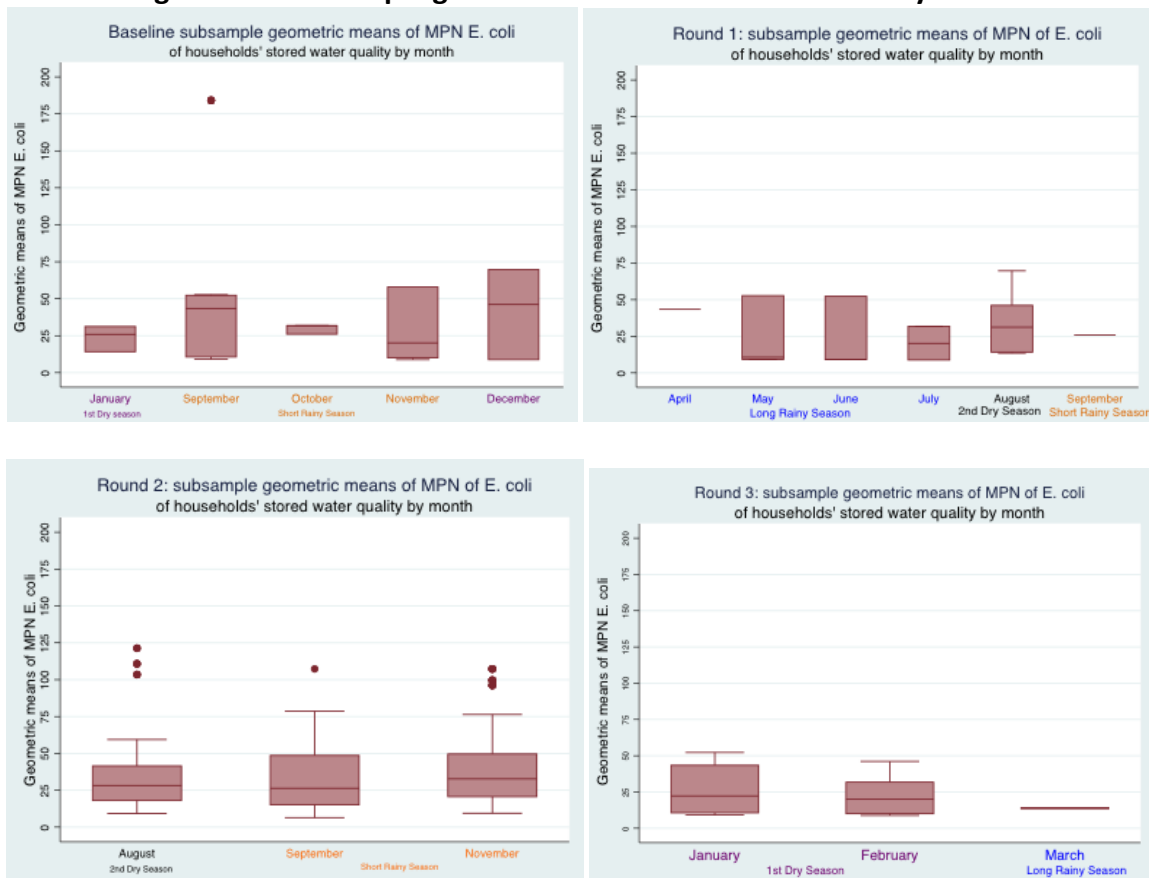 Baseline subsample geometric means of MPN E. coli
of households' stored water quality by month
Geometric means of MPN E. coli
200
175
150
125
100
75
50
25
0
January
September
October
November
December
1st Dry season
Short Rainy Season
Round 1: subsample geometric means of MPN of E. coli
of households' stored water quality by month
Geometric means of MPN E. coli
200
175
150
125
100
75
50
25
0
April
May
June
July
August
September
Long Rainy Season
2nd Dry Season
Short Rainy Season
Round 2: subsample geometric means of MPN of E. coli
of households' stored water quality by month
Geometric means of MPN E. coli
200
175
150
125
100
75
50
25
0
August
September
November
2nd Dry Season
Short Rainy Season
Round 3: subsample geometric means of MPN of E. coli
of households' stored water quality by month
Geometric means of MPN E. coli
200
175
150
125
100
75
50
25
0
January
February
March
1st Dry Season
Long Rainy Season